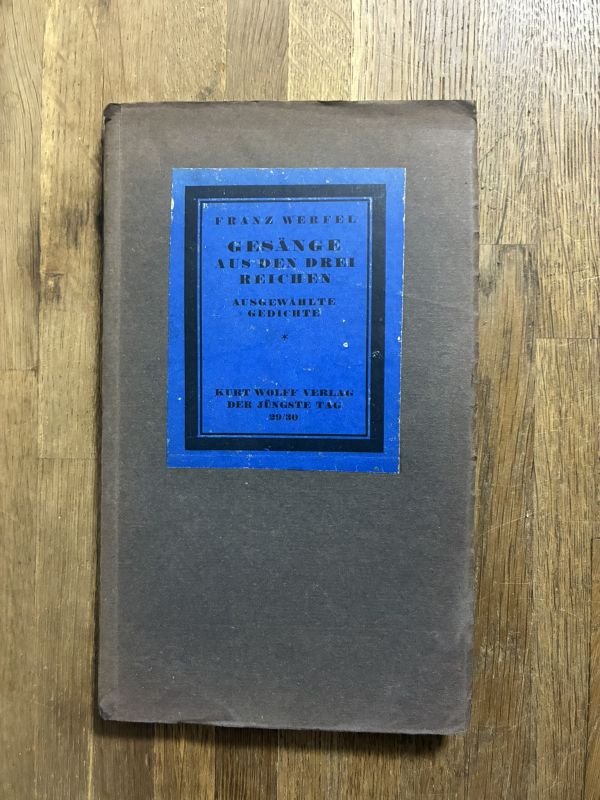 FRANZ WERFEL
GESÄNGE
AUS DEN DREI
REICHEN
AUSGEWÄHLTE
GEDICHTE
*
KURT WOLFF VERLAG
DER JÜNGSTE TAG
29/30